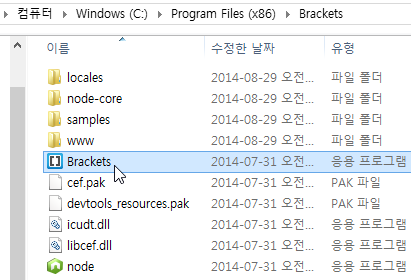 컴퓨터 ▸ Windows (C:) ▸ Program Files (x86) ▸ Brackets
이름 수정한 날짜 유형
locales 2014-08-29 오전... 파일 폴더
node-core 2014-08-29 오전... 파일 폴더
samples 2014-08-29 오전... 파일 폴더
www 2014-08-29 오전... 파일 폴더
Brackets 2014-07-31 오전... 응용 프로그램
cef.pak 2014-07-31 오전... PAK 파일
devtools_resources.pak 2014-07-31 오전... PAK 파일
icudt.dll 2014-07-31 오전... 응용 프로그램
libcef.dll 2014-07-31 오전... 응용 프로그램
node 2014-07-31 오전... 응용 프로그램